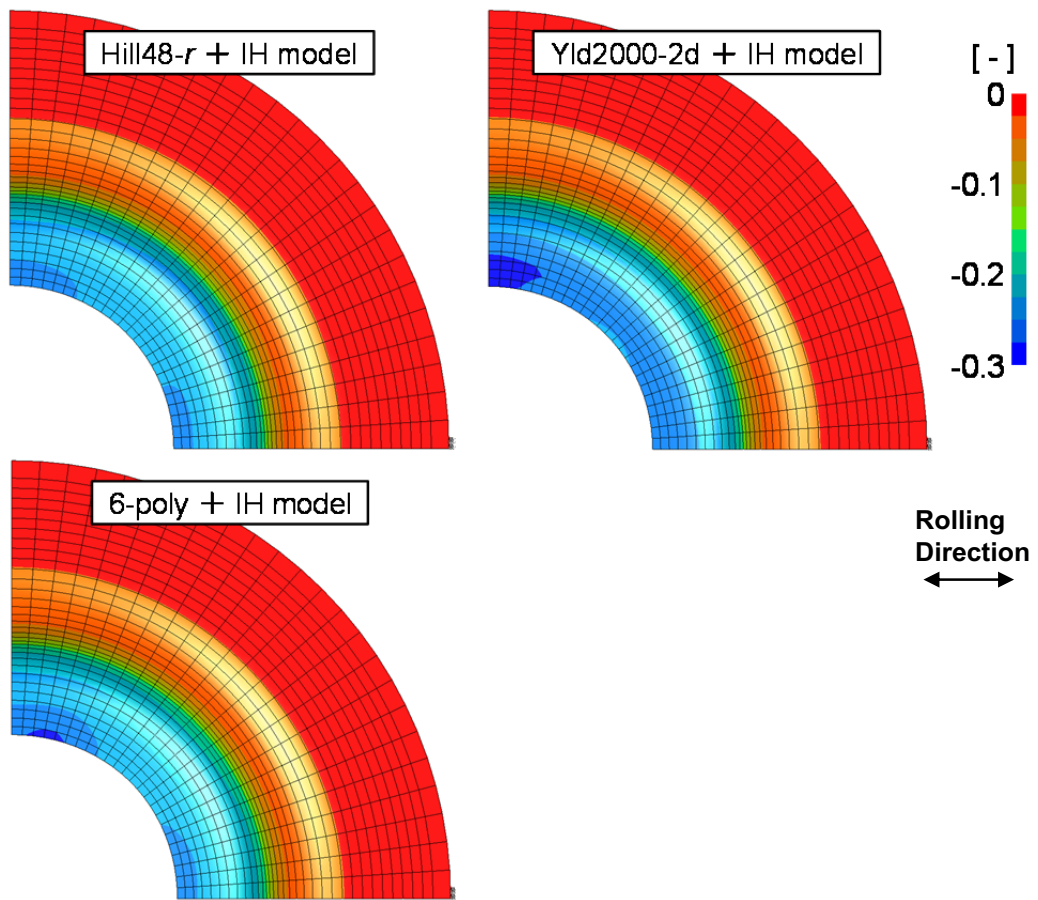 Hill48-r + IH model
Yld2000-2d + IH model
[ - ]
0
-0.1
-0.2
-0.3
6-poly + IH model
Rolling
Direction